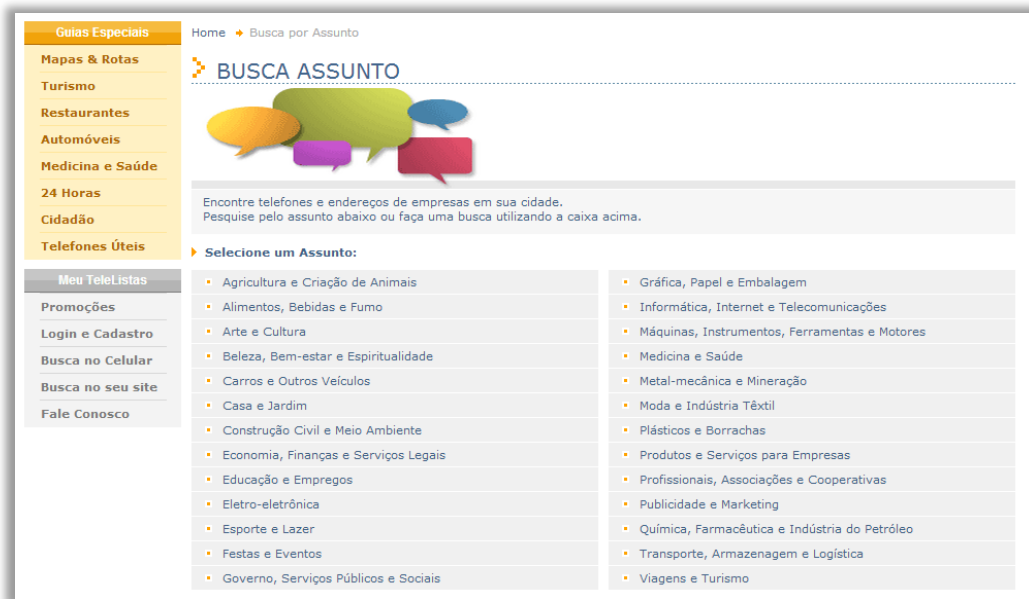 Guias Especiais
Mapas & Rotas
Turismo
Restaurantes
Automóveis
Medicina e Saúde
24 Horas
Cidadão
Telefones Úteis
Meu TeleListas
Promoções
Login e Cadastro
Busca no Celular
Busca no seu site
Fale Conosco
Home Busca por Assunto
BUSCA ASSUNTO
Encontre telefones e endereços de empresas em sua cidade.
Pesquise pelo assunto abaixo ou faça uma busca utilizando a caixa acima.
Selecione um Assunto:
Agricultura e Criação de Animais
Alimentos, Bebidas e Fumo
Arte e Cultura
Beleza, Bem-estar e Espiritualidade
Carros e Outros Veículos
Casa e Jardim
Construção Civil e Meio Ambiente
Economia, Finanças e Serviços Legais
Educação e Empregos
Eletro-eletrônica
Esporte e Lazer
Festas e Eventos
Governo, Serviços Públicos e Sociais
Gráfica, Papel e Embalagem
Informática, Internet e Telecomunicações
Máquinas, Instrumentos, Ferramentas e Motores
Medicina e Saúde
Metal-mecânica e Mineração
Moda e Indústria Têxtil
Plásticos e Borrachas
Produtos e Serviços para Empresas
Profissionais, Associações e Cooperativas
Publicidade e Marketing
Química, Farmacêutica e Indústria do Petróleo
Transporte, Armazenagem e Logística
Viagens e Turismo